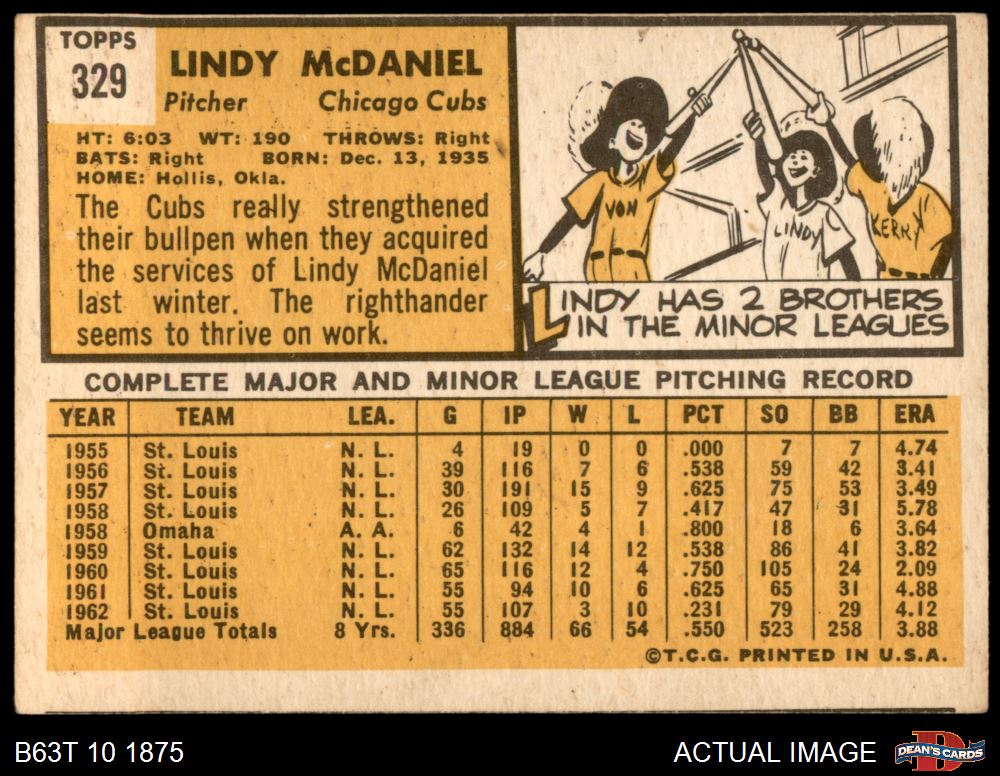 TOPPS
329
LINDY McDANIEL
Pitcher Chicago Cubs
HT: 6:03 WT: 190 THROWS: Right
BATS: Right BORN: Dec. 13, 1935
HOME: Hollis, Okla.
The Cubs really strengthened
their bullpen when they acquired
the services of Lindy McDaniel
last winter. The righthander
seems to thrive on work.
VON
LINDY
KERRY
LINDY HAS 2 BROTHERS
IN THE MINOR LEAGUES
COMPLETE MAJOR AND MINOR LEAGUE PITCHING RECORD
YEAR TEAM LEA. G IP W L PCT SO BB ERA
1955 St. Louis N. L. 4 19 0 0 .000 7 7 4.74
1956 St. Louis N. L. 39 116 7 6 .538 59 42 3.41
1957 St. Louis N. L. 30 191 15 9 .625 75 53 3.49
1958 St. Louis N. L. 26 109 5 7 .417 47 31 5.78
1958 Omaha A. A. 6 42 4 1 .800 18 6 3.64
1959 St. Louis N. L. 62 132 14 12 .538 86 41 3.82
1960 St. Louis N. L. 65 116 12 4 .750 105 24 2.09
1961 St. Louis N. L. 55 94 10 6 .625 65 31 4.88
1962 St. Louis N. L. 55 107 3 10 .231 79 29 4.12
Major League Totals 8 Yrs. 336 884 66 54 .550 523 258 3.88
©T.C.G. PRINTED IN U.S.A.
B63T 10 1875 ACTUAL IMAGE DEAN'S CARDS